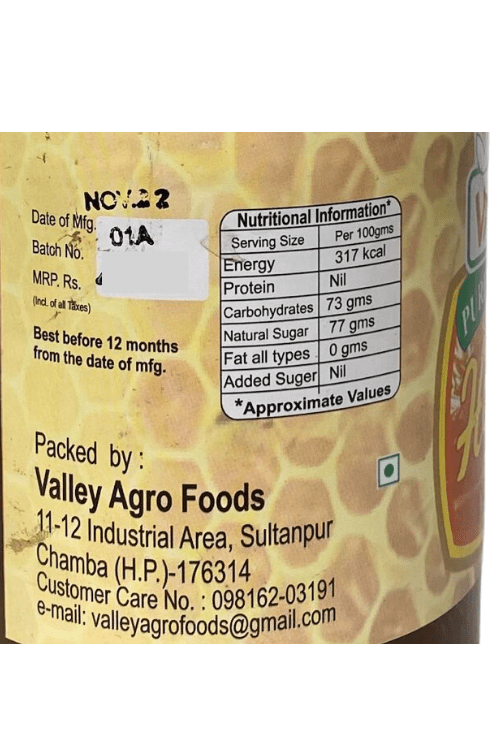 NOV.22
Date of Mfg.
01A
Batch No.
MRP. Rs.
(Incl. of all Taxes)
Best before 12 months
from the date of mfg.
Nutritional Information*
Serving Size Per 100gms
Energy 317 kcal
Protein Nil
Carbohydrates 73 gms
Natural Sugar 77 gms
Fat all types 0 gms
Added Suger Nil
*Approximate Values
Packed by :
Valley Agro Foods
11-12 Industrial Area, Sultanpur
Chamba (H.P.)-176314
Customer Care No. : 098162-03191
e-mail: valleyagrofoods@gmail.com